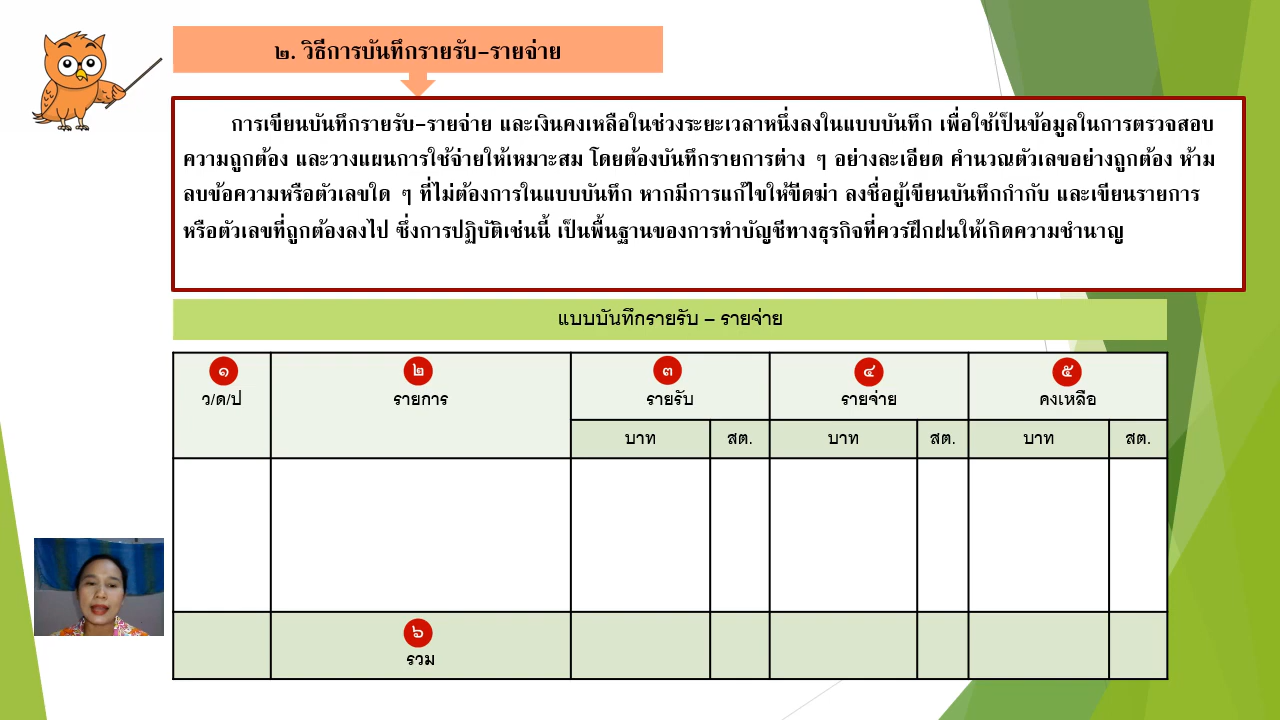 ๒. วิธีการบันทึกรายรับ-รายจ่าย
การเขียนบันทึกรายรับ-รายจ่าย และเงินคงเหลือในช่วงระยะเวลาหนึ่งลงในแบบบันทึก เพื่อใช้เป็นข้อมูลในการตรวจสอบ
ความถูกต้อง และวางแผนการใช้จ่ายให้เหมาะสม โดยต้องบันทึกรายการต่าง ๆ อย่างละเอียด คำนวณตัวเลขอย่างถูกต้อง ห้าม
ลบข้อความหรือตัวเลขใด ๆ ที่ไม่ต้องการในแบบบันทึก หากมีการแก้ไขให้ขีดฆ่า ลงชื่อผู้เขียนบันทึกกำกับ และเขียนรายการ
หรือตัวเลขที่ถูกต้องลงไป ซึ่งการปฏิบัติเช่นนี้ เป็นพื้นฐานของการทำบัญชีทางธุรกิจที่ควรฝึกฝนให้เกิดความชำนาญ
แบบบันทึกรายรับ – รายจ่าย
๑ ๒ ๓ ๔ ๕
ว/ด/ป รายการ รายรับ รายจ่าย คงเหลือ
บาท สต. บาท สต. บาท สต.
๖
รวม